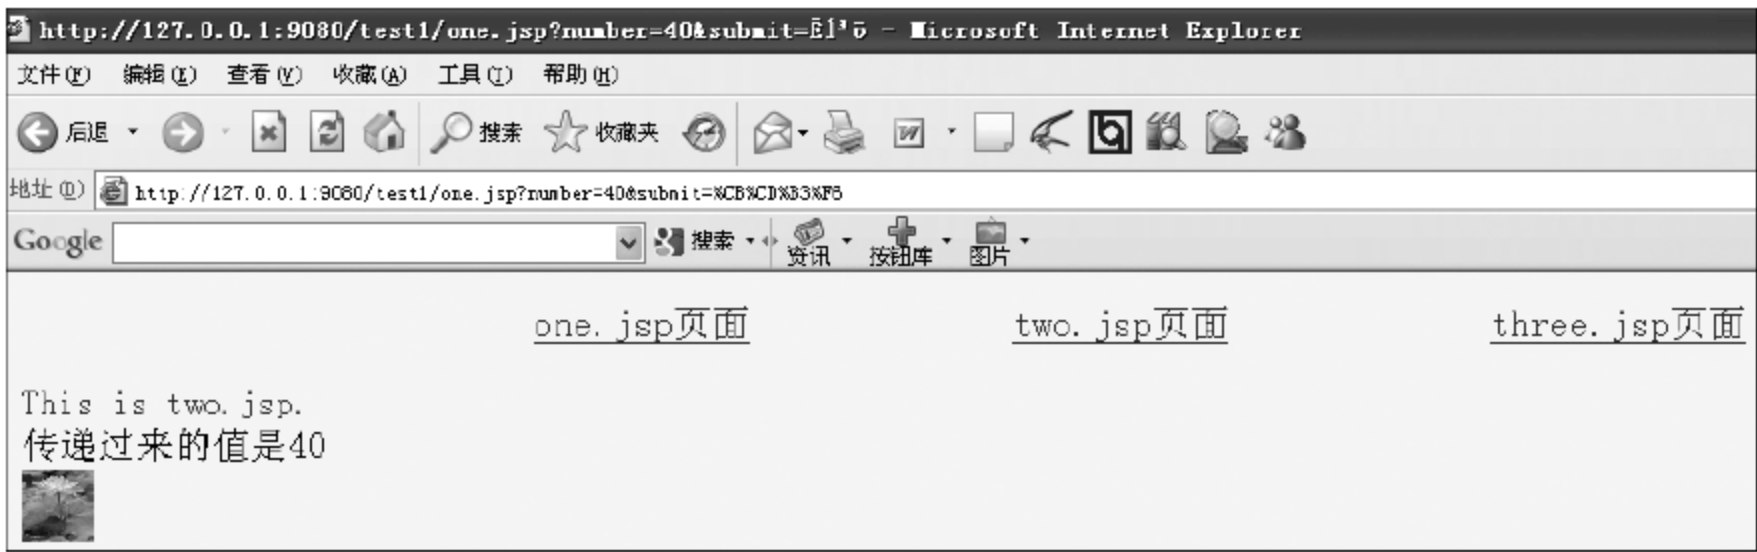 http://127.0.0.1:9080/test1/one.jsp?number=40&submit=ËÍ³ö - Microsoft Internet Explorer
文件(F) 编辑(E) 查看(V) 收藏(A) 工具(T) 帮助(H)
后退 搜索 收藏夹
地址(D) http://127.0.0.1:9080/test1/one.jsp?number=40&submit=%CB%CD%B3%F6
Google 搜索 资讯 按钮库 图片
one.jsp页面 two.jsp页面 three.jsp页面
This is two.jsp.
传递过来的值是40